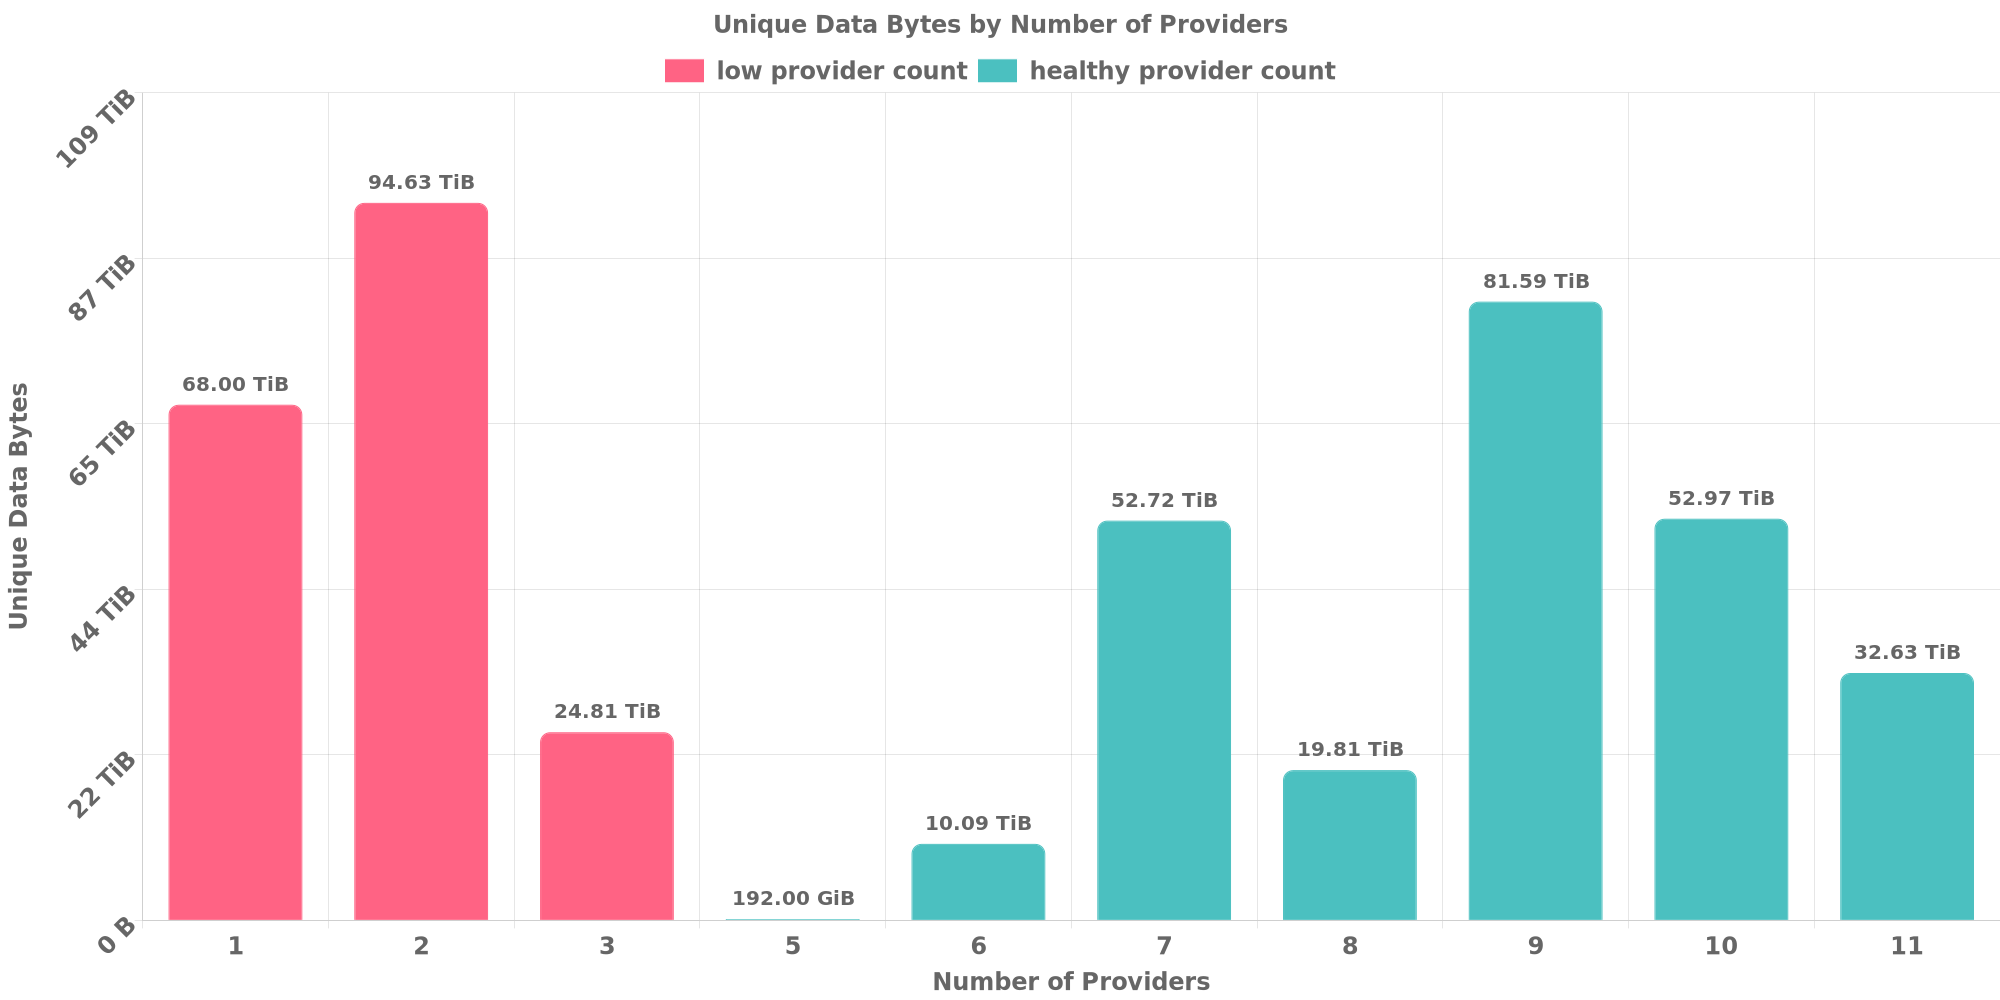 Unique Data Bytes by Number of Providers
low provider count healthy provider count
109 TiB
87 TiB
65 TiB
44 TiB
22 TiB
0 B
Unique Data Bytes
68.00 TiB
94.63 TiB
24.81 TiB
192.00 GiB
10.09 TiB
52.72 TiB
19.81 TiB
81.59 TiB
52.97 TiB
32.63 TiB
1 2 3 5 6 7 8 9 10 11
Number of Providers